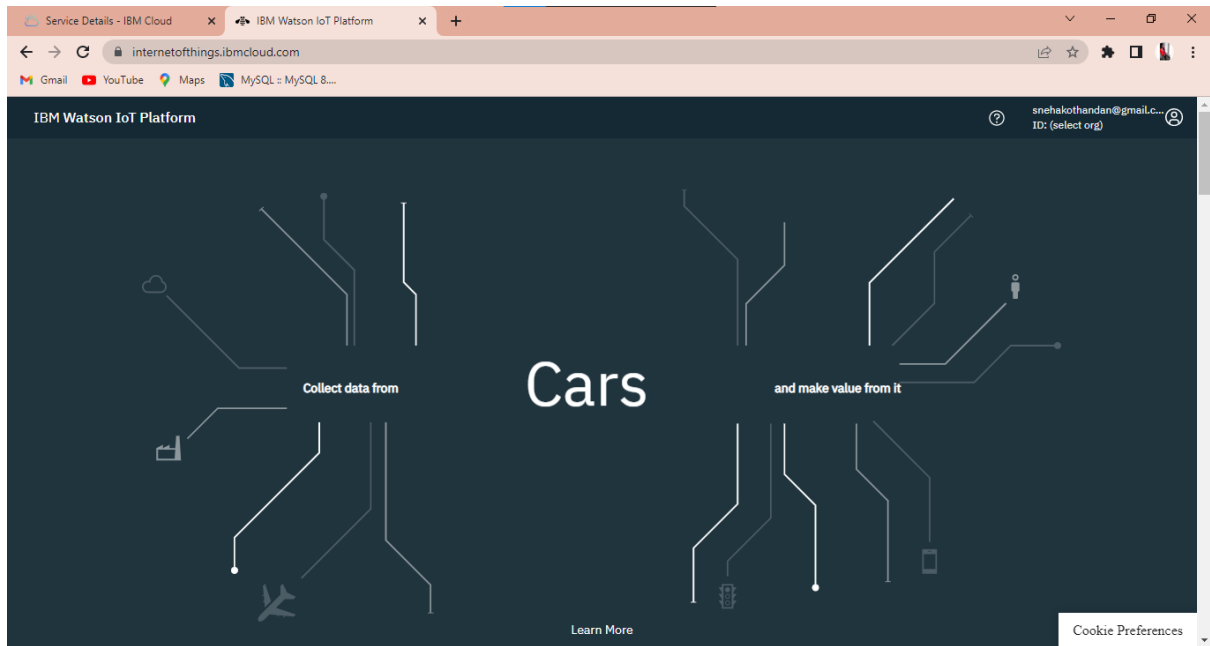 Service Details - IBM Cloud
IBM Watson IoT Platform
internetofthings.ibmcloud.com
Gmail
YouTube
Maps
MySQL :: MySQL 8....
IBM Watson IoT Platform
snehakothandan@gmail.c...
ID: (select org)
Collect data from
Cars
and make value from it
Learn More
Cookie Preferences